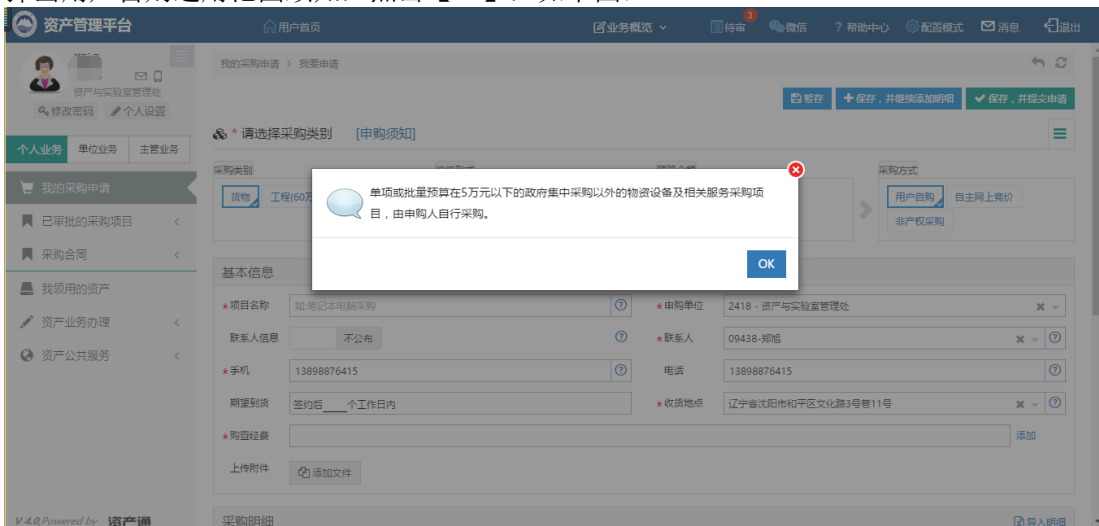 资产管理平台
用户首页
业务概览
待审
3
微信
? 帮助中心
配置模式
消息
退出
资产与实验室管理处
修改密码
个人设置
个人业务
单位业务
主管业务
我的采购申请
已审批的采购项目
采购合同
我领用的资产
资产业务办理
资产公共服务
V 4.0,Powered by 资产通
我的采购申请 > 我要申请
暂存
保存，并继续添加明细
保存，并提交申请
* 请选择采购类别 [申购须知]
采购类别
采购方式
货物
工程(60万
用户自购
自主网上竞价
非产权采购
单项或批量预算在5万元以下的政府集中采购以外的物资设备及相关服务采购项
目，由申购人自行采购。
OK
基本信息
*项目名称
如:笔记本电脑采购
*申购单位
2418 - 资产与实验室管理处
联系人信息
不公布
*联系人
09438-郑旭
*手机
13898876415
电话
13898876415
期望到货
签约后____个工作日内
*收货地点
辽宁省沈阳市和平区文化路3号巷11号
*购置经费
添加
上传附件
添加文件
采购明细
导入明细